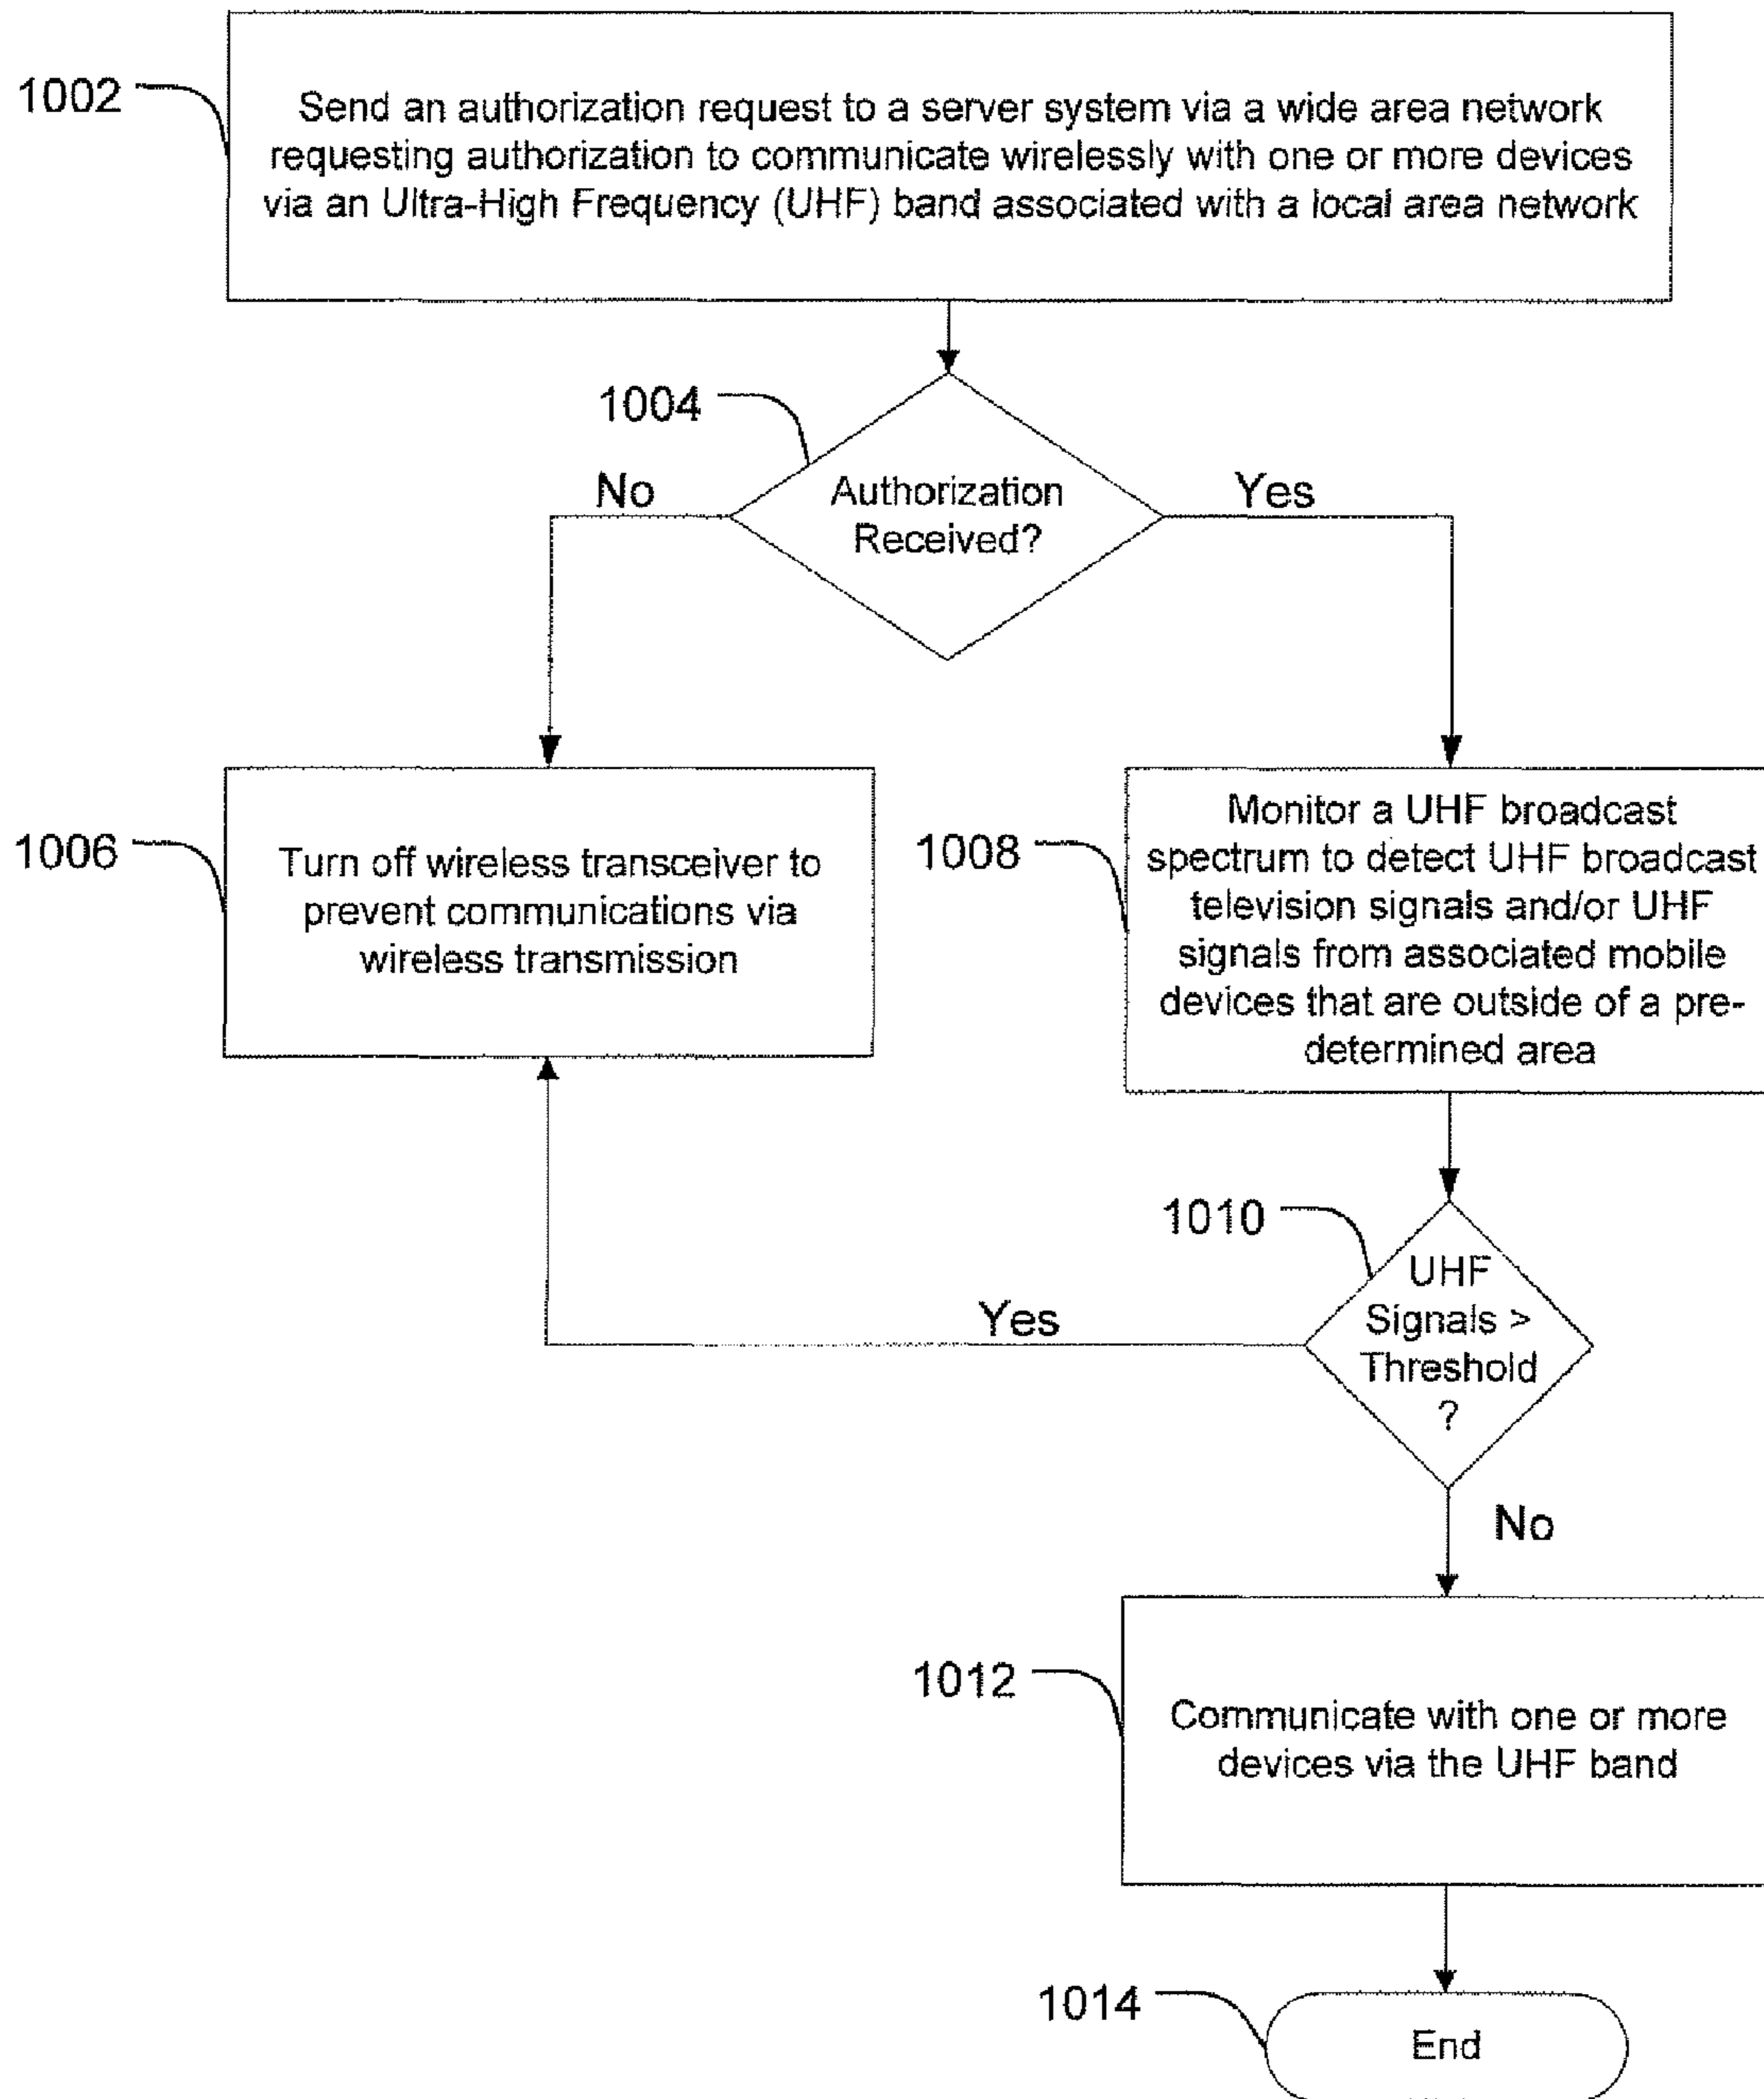 1002
Send an authorization request to a server system via a wide area network
requesting authorization to communicate wirelessly with one or more devices
via an Ultra-High Frequency (UHF) band associated with a local area network
1004
Authorization
Received?
No
Yes
1006
Turn off wireless transceiver to
prevent communications via
wireless transmission
1008
Monitor a UHF broadcast
spectrum to detect UHF broadcast
television signals and/or UHF
signals from associated mobile
devices that are outside of a pre-
determined area
1010
UHF
Signals >
Threshold
?
Yes
No
1012
Communicate with one or more
devices via the UHF band
1014
End